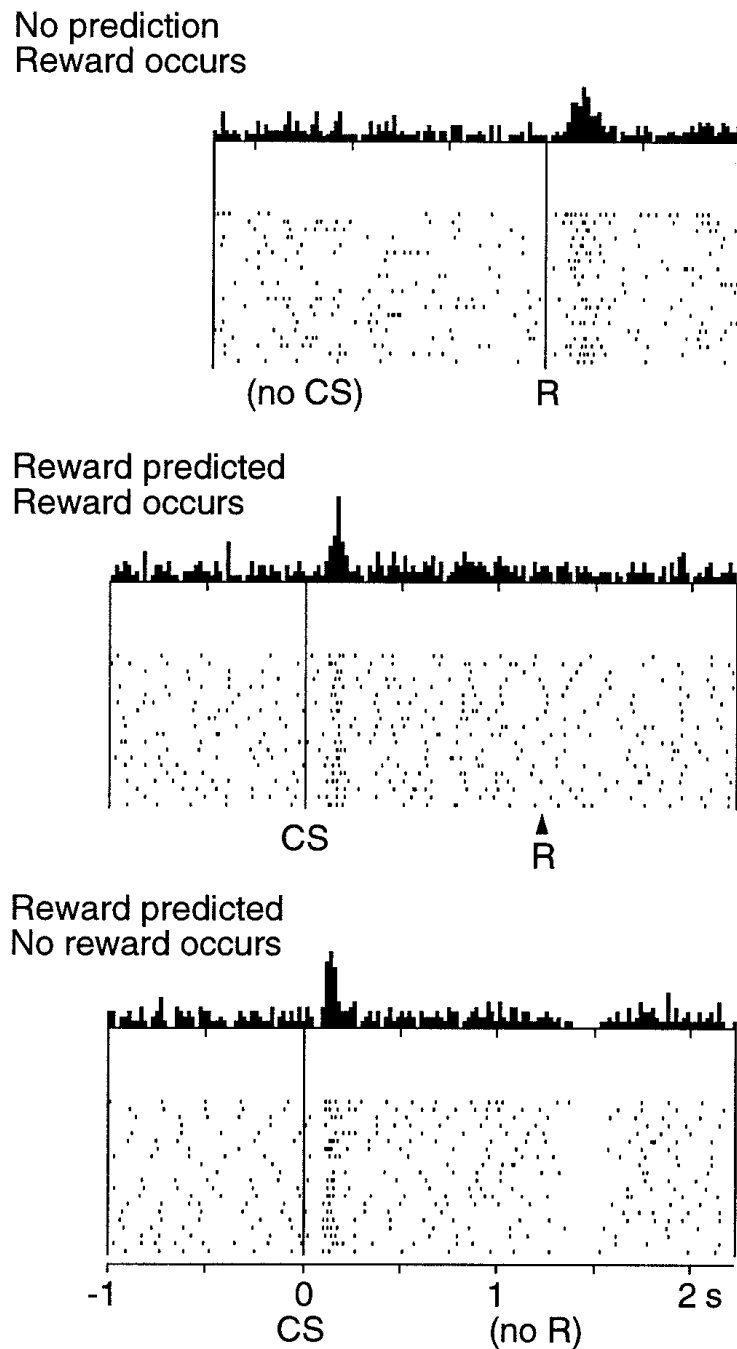 No prediction
Reward occurs
(no CS) R
Reward predicted
Reward occurs
CS
R
Reward predicted
No reward occurs
-1 0 1 2 s
CS (no R)